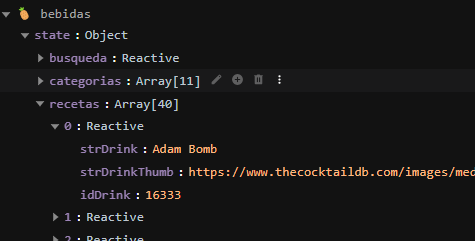 bebidas
state : Object
busqueda : Reactive
categorias : Array[11]
recetas : Array[40]
0 : Reactive
strDrink : Adam Bomb
strDrinkThumb : https://www.thecocktaildb.com/images/med
idDrink : 16333
1 : Reactive
2 : Reactive